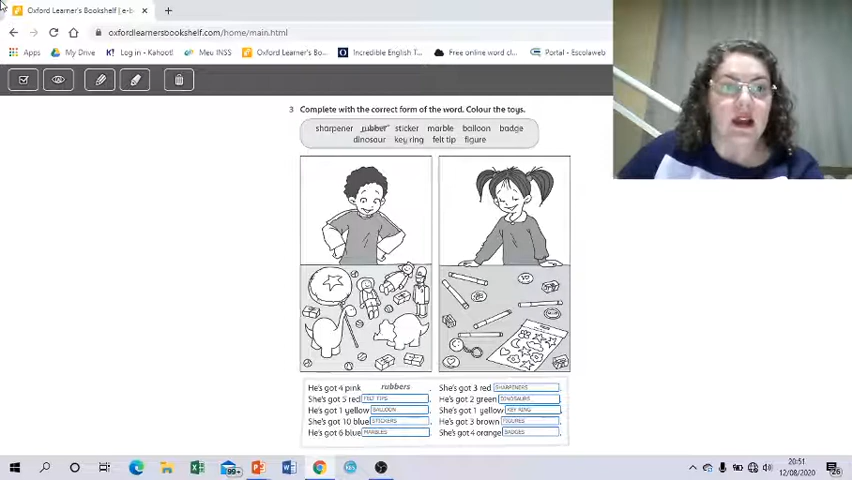 Oxford Learner's Bookshelf | e-b
oxfordlearnersbookshelf.com/home/main.html
Apps
My Drive
Log in - Kahoot!
Meu INSS
Oxford Learner's Bo...
Incredible English T...
Free online word cl...
Portal - Escolaweb
3 Complete with the correct form of the word. Colour the toys.
sharpener rubber sticker marble balloon badge
dinosaur key ring felt tip figure
He's got 4 pink rubbers .
She's got 5 red FELT TIPS .
He's got 1 yellow BALLOON .
She's got 10 blue STICKERS .
He's got 6 blue MARBLES .
She's got 3 red SHARPENERS .
He's got 2 green DINOSAURS .
She's got 1 yellow KEY RING .
He's got 3 brown FIGURES .
She's got 4 orange BADGES .
99+
20:51
12/08/2020
26